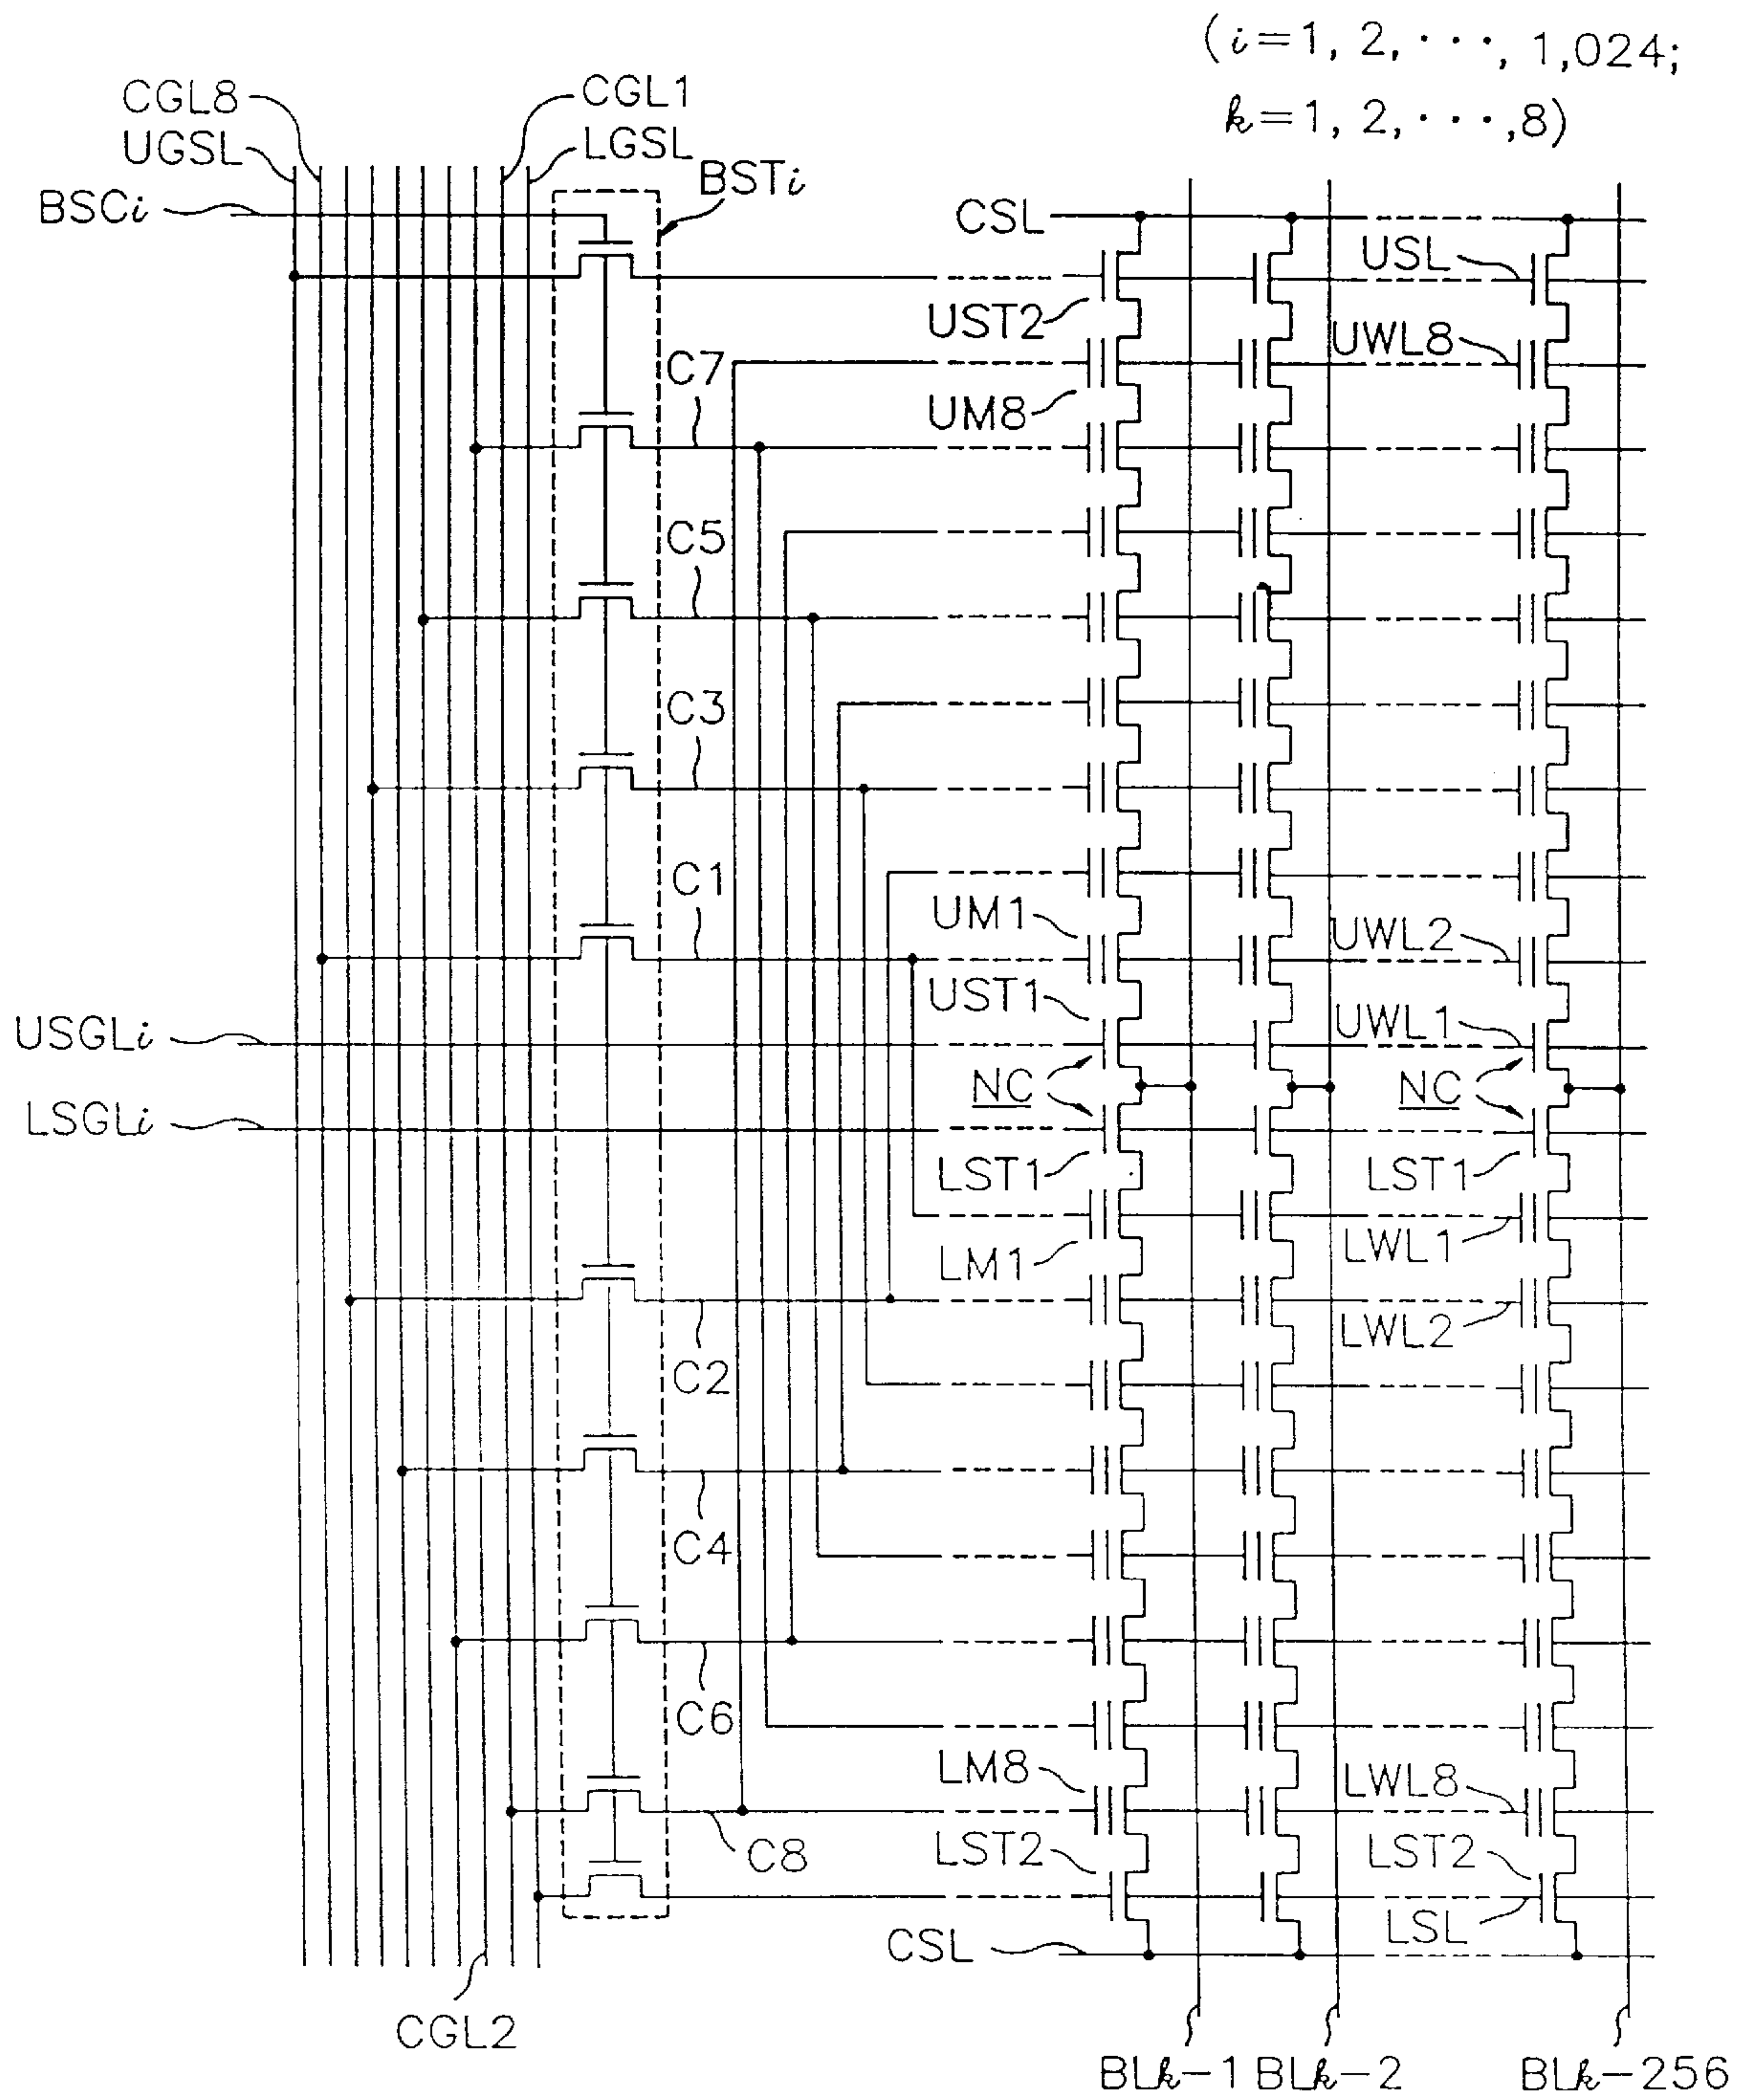 (i=1, 2, ···, 1,024;
k=1, 2, ···,8)
CGL8
CGL1
UGSL
LGSL
BSTi
BSCi
CSL
USL
UST2
UWL8
C7
UM8
C5
C3
C1
UM1
UWL2
UST1
UWL1
USGLi
NC
NC
LSGLi
LST1
LST1
LM1
LWL1
LWL2
C2
C4
C6
LM8
LWL8
C8
LST2
LST2
LSL
CSL
CGL2
BLk-1
BLk-2
BLk-256